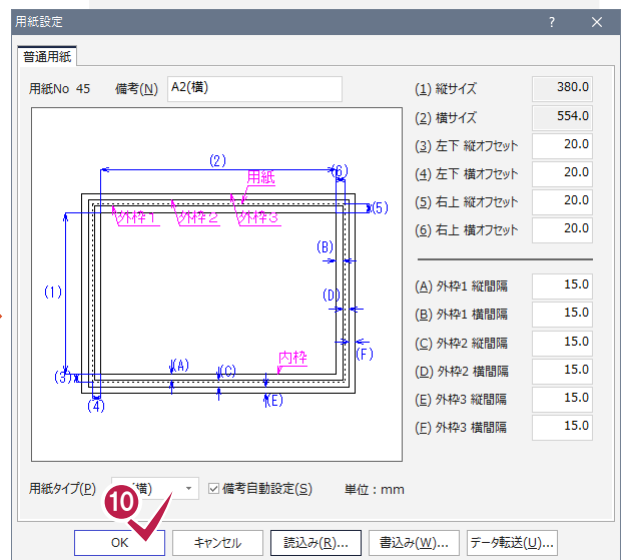 用紙設定 ? ×
普通用紙
用紙No 45 備考(N) A2(横)
(1) 縦サイズ 380.0
(2) 横サイズ 554.0
(3) 左下 縦オフセット 20.0
(4) 左下 横オフセット 20.0
(5) 右上 縦オフセット 20.0
(6) 右上 横オフセット 20.0
(A) 外枠1 縦間隔 15.0
(B) 外枠1 横間隔 15.0
(C) 外枠2 縦間隔 15.0
(D) 外枠2 横間隔 15.0
(E) 外枠3 縦間隔 15.0
(F) 外枠3 横間隔 15.0
(2)
用紙
(6)
外枠1 外枠2 外枠3
(5)
(B)
(1)
(D)
内枠
(F)
(A) (C)
(3)
(E)
(4)
用紙タイプ(P) 横) 備考自動設定(S) 単位：mm
10
OK キャンセル 読込み(R)... 書込み(W)... データ転送(U)...